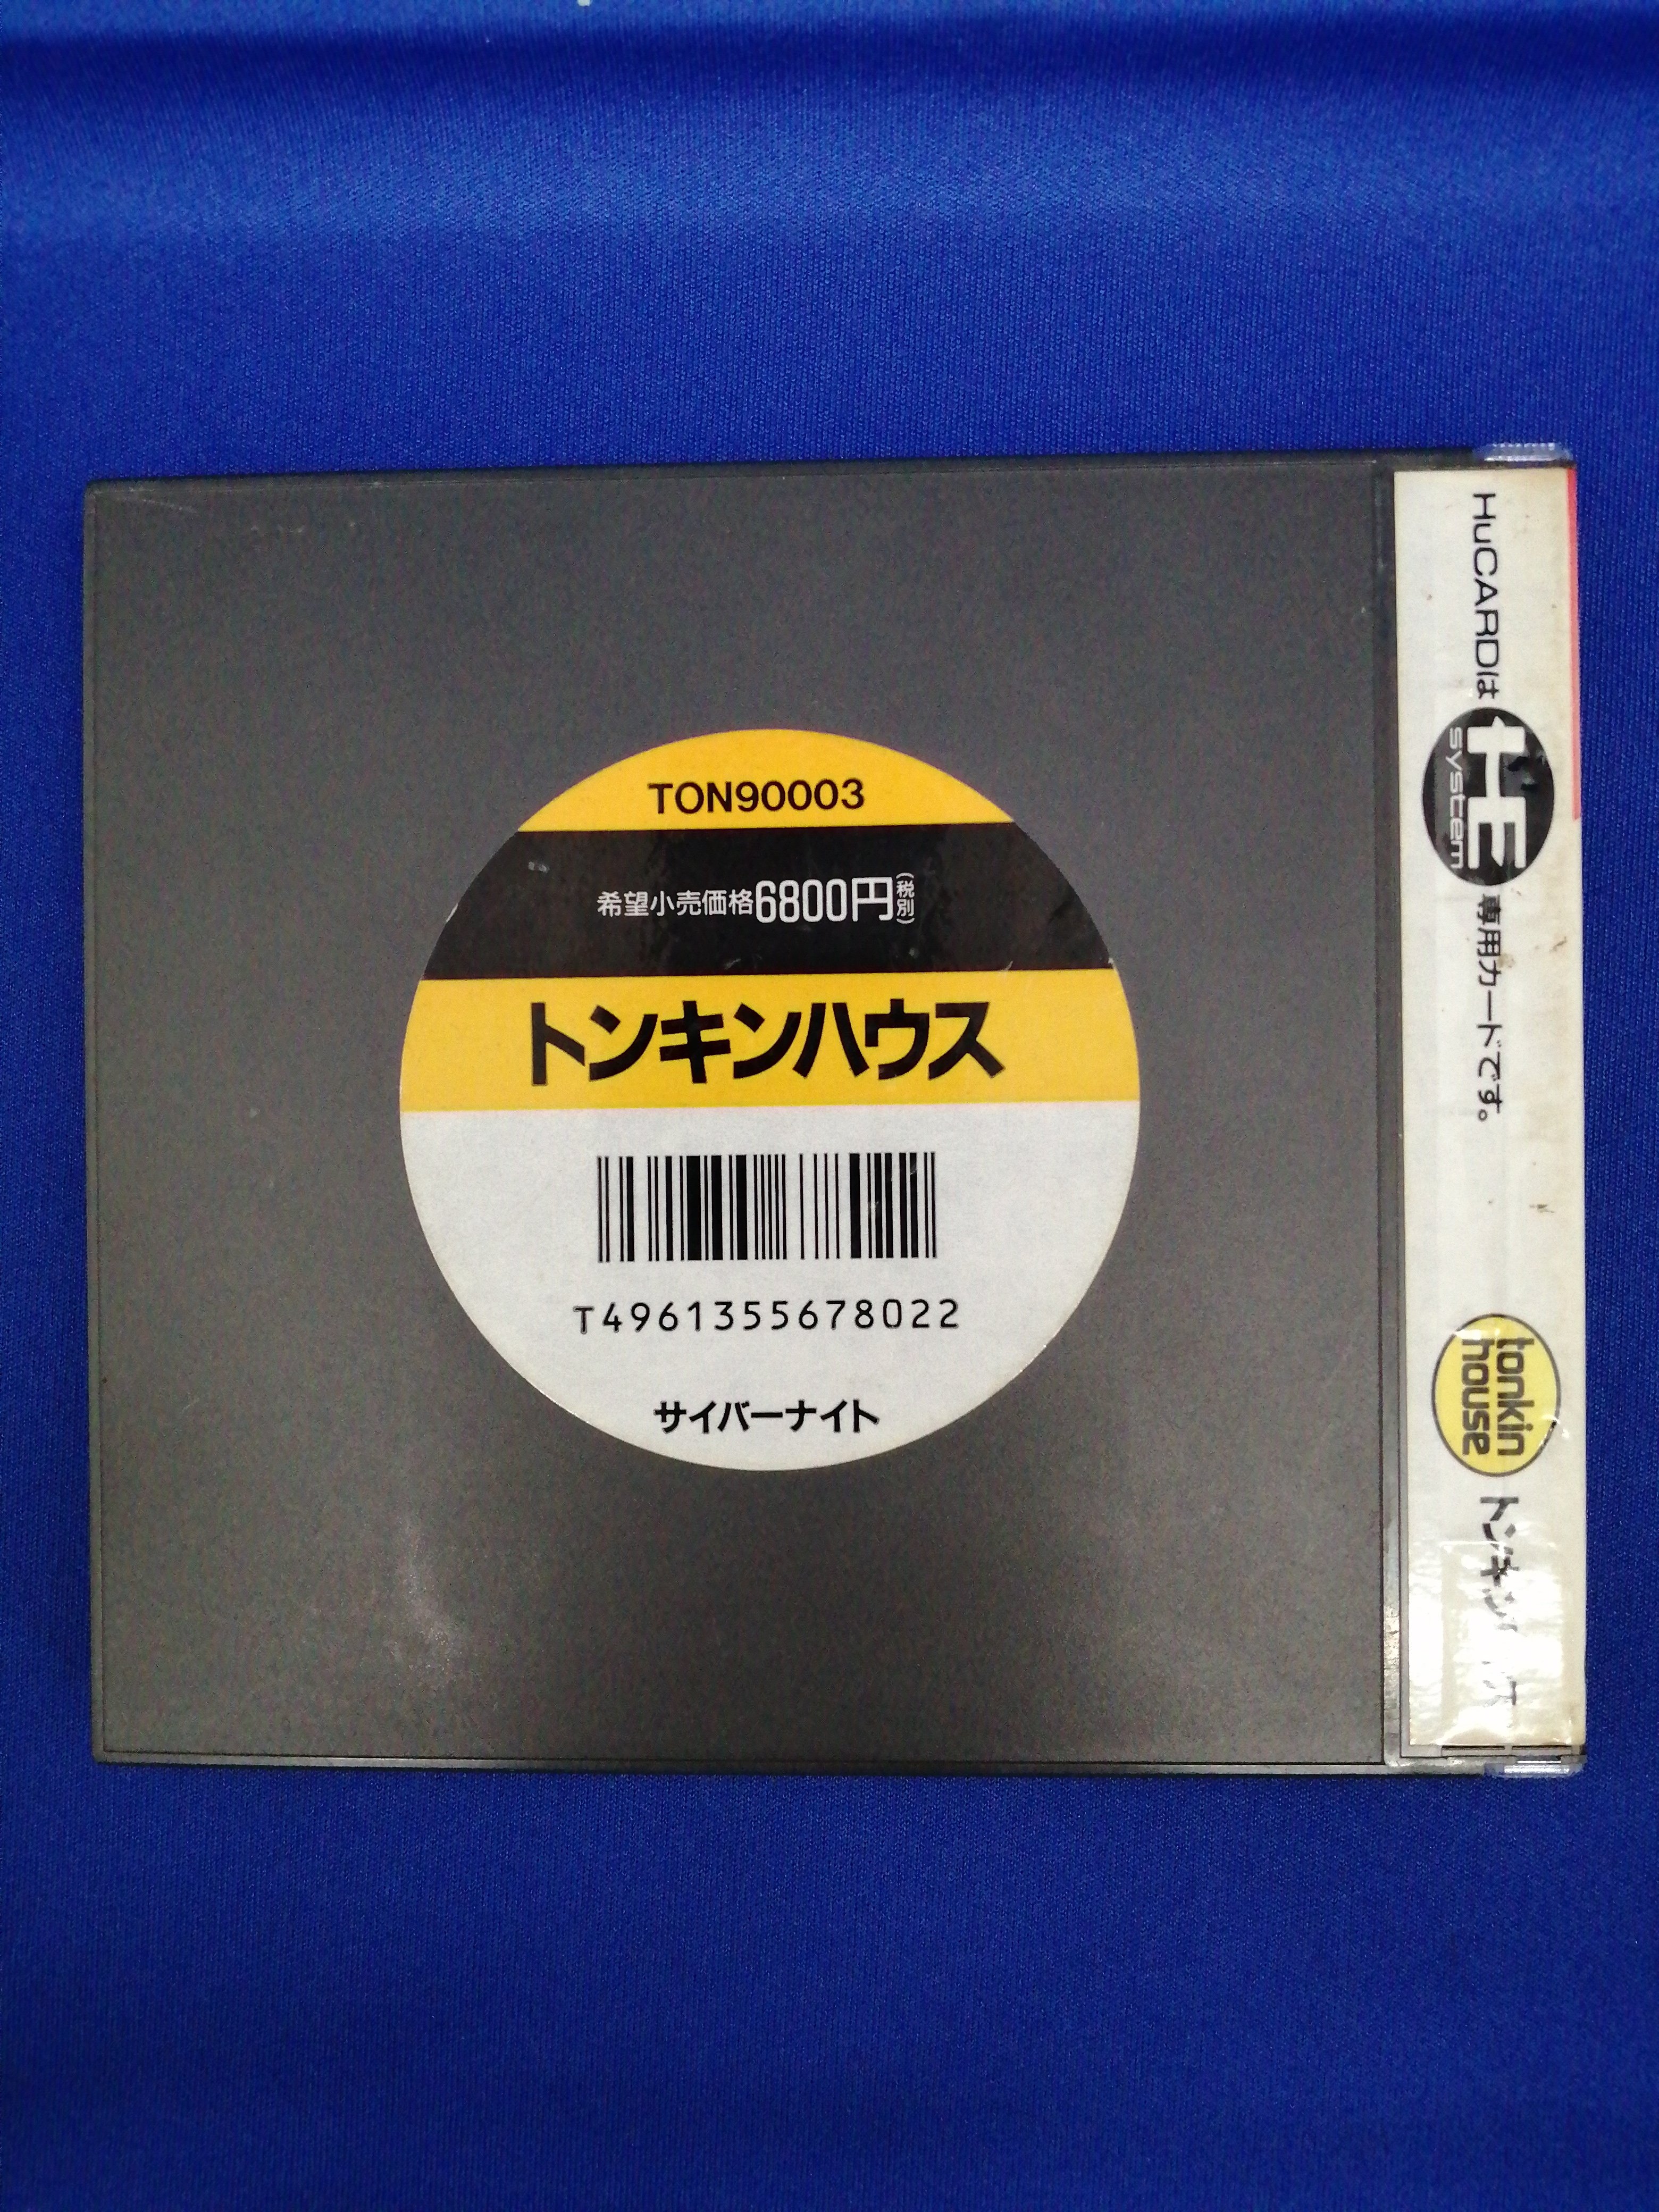 TON90003
希望小売価格6800円(税別)
トンキンハウス
T4961355678022
サイバーナイト
HuCARDは
HE
system
専用カードです。
tonkin
house